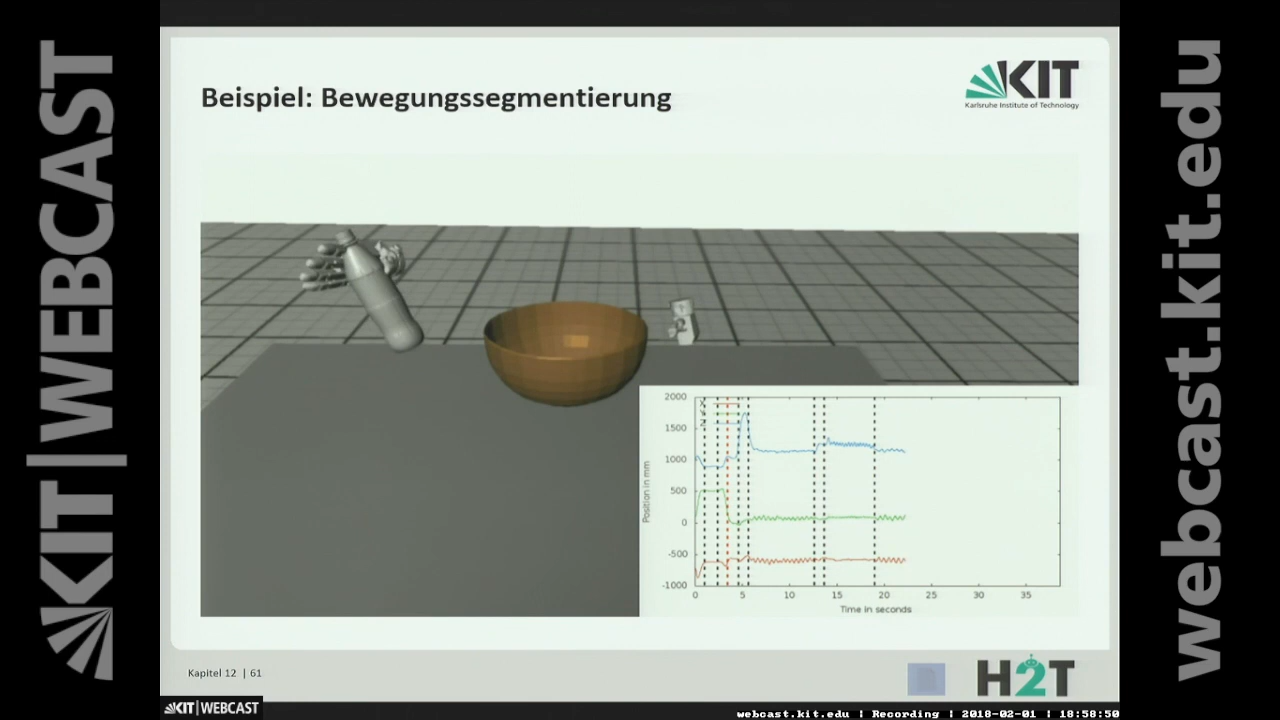 KIT|WEBCAST
webcast.kit.edu
Beispiel: Bewegungssegmentierung
KIT
Karlsruhe Institute of Technology
2000
1500
1000
500
0
-500
-1000
Position in mm
0 5 10 15 20 25 30 35
Time in seconds
Kapitel 12 | 61
H2T
KIT|WEBCAST
webcast.kit.edu | Recording | 2018-02-01 | 18:58:50